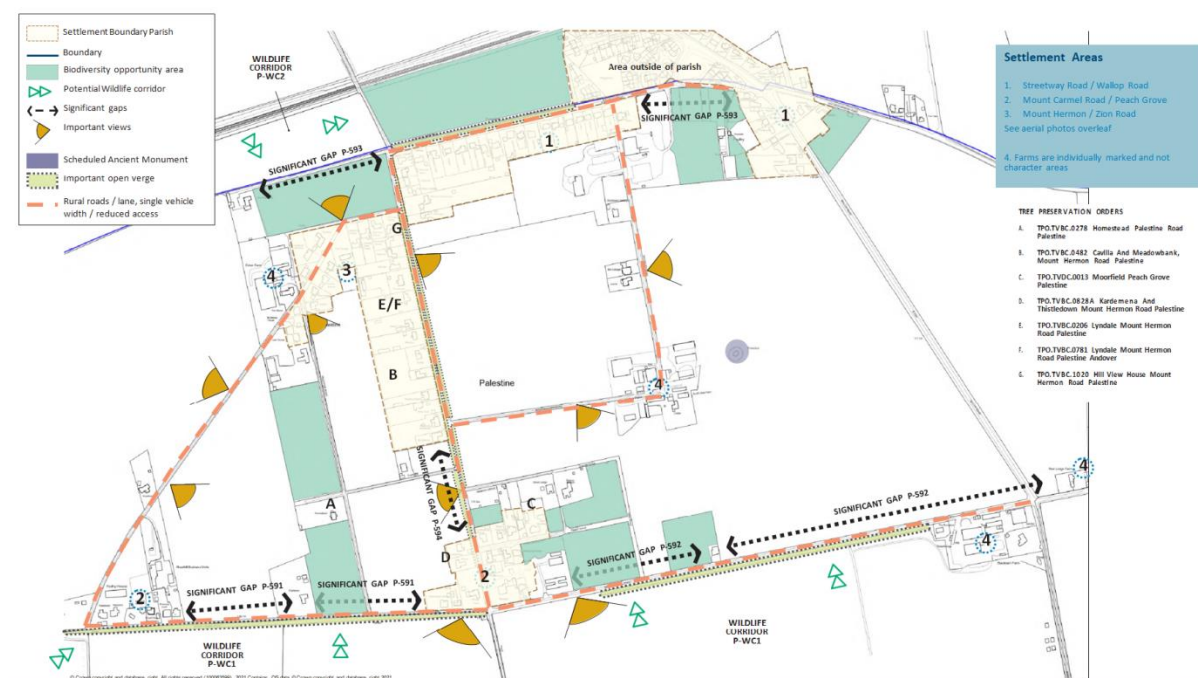 Settlement Boundary Parish
Boundary
Biodiversity opportunity area
Potential Wildlife corridor
Significant gaps
Important views
Scheduled Ancient Monument
Important open verge
Rural roads / lane, single vehicle
width / reduced access
WILDLIFE
CORRIDOR
P-WC2
Area outside of parish
SIGNIFICANT GAP P-593
1
1
SIGNIFICANT GAP P-593
G
3
4
E/F
B
Palestine
4
SIGNIFICANT GAP P-594
A
C
D
2
SIGNIFICANT GAP P-592
SIGNIFICANT GAP P-592
4
4
SIGNIFICANT GAP P-591
SIGNIFICANT GAP P-591
2
WILDLIFE
CORRIDOR
P-WC1
WILDLIFE
CORRIDOR
P-WC1
Settlement Areas
1. Streetway Road / Wallop Road
2. Mount Carmel Road / Peach Grove
3. Mount Hermon / Zion Road
See aerial photos overleaf
4. Farms are individually marked and not
character areas
TREE PRESERVATION ORDERS
A. TPO.TVBC.0278 Homestead Palestine Road
Palestine
B. TPO.TVBC.0482 Cavilla And Meadowbank,
Mount Hermon Road Palestine
C. TPO.TVDC.0013 Moorfield Peach Grove
Palestine
D. TPO.TVBC.0828A Kardemena And
Thistledown Mount Hermon Road Palestine
E. TPO.TVBC.0206 Lyndale Mount Hermon
Road Palestine
F. TPO.TVBC.0781 Lyndale Mount Hermon
Road Palestine Andover
G. TPO.TVBC.1020 Hill View House Mount
Hermon Road Palestine